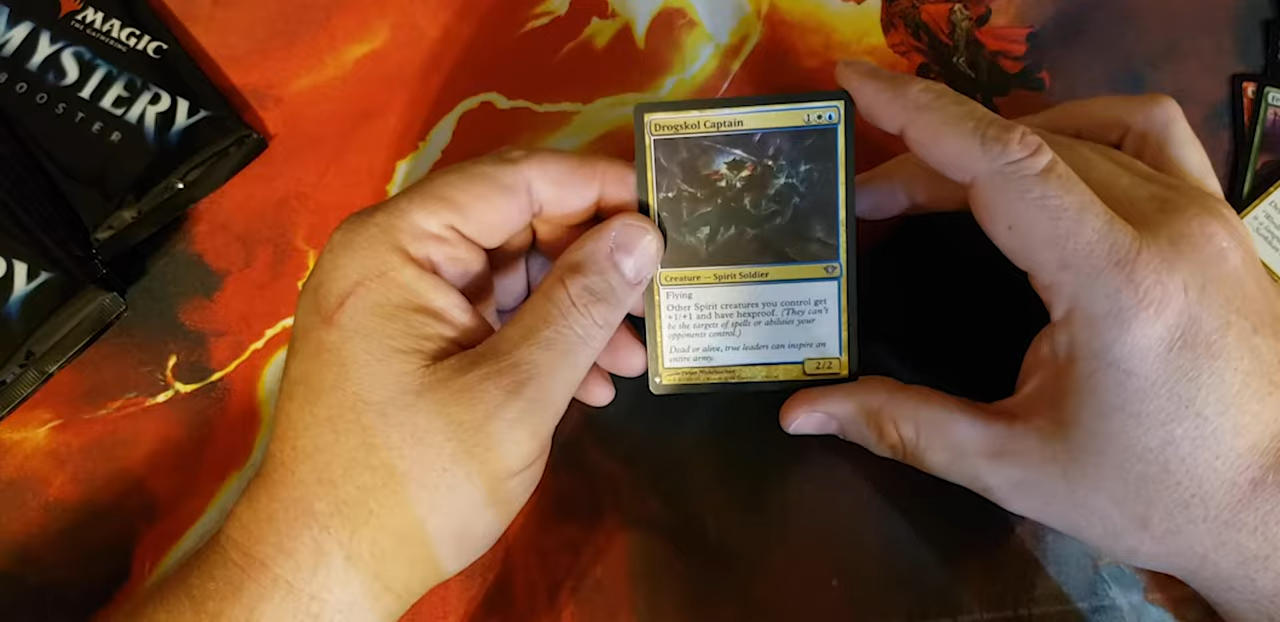 MAGIC
THE GATHERING
MYSTERY
BOOSTER
Drogskol Captain
1
Creature — Spirit Soldier
Flying
Other Spirit creatures you control get
+1/+1 and have hexproof. (They can't
be the targets of spells or abilities your
opponents control.)
Dead or alive, true leaders can inspire an
entire army.
2/2